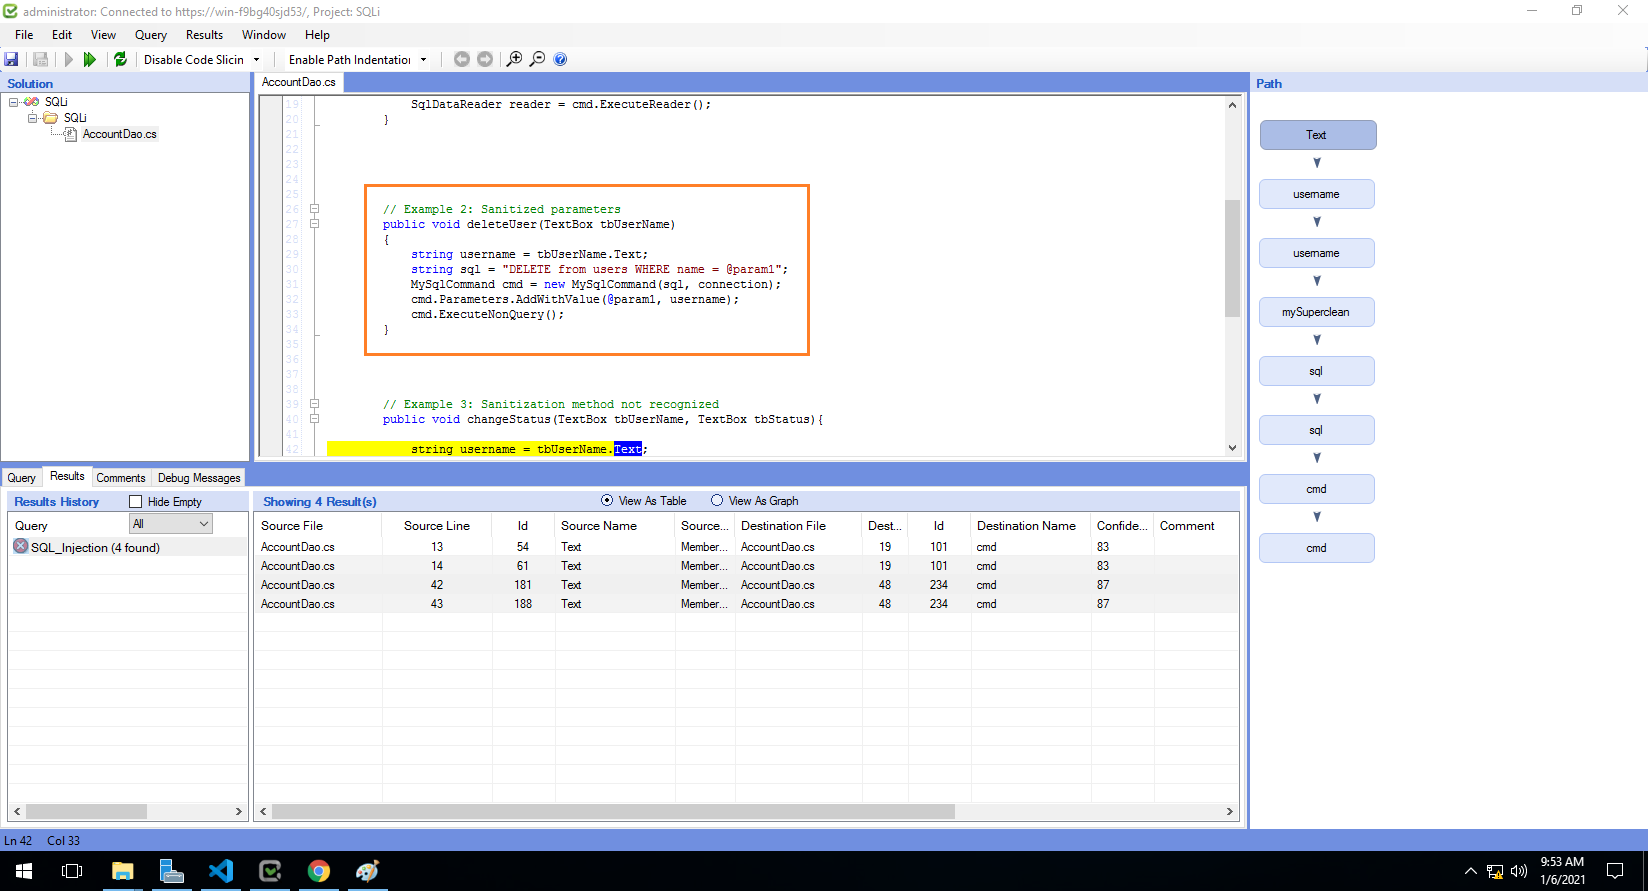 administrator: Connected to https://win-f9bg40sjd53/, Project: SQLi
File Edit View Query Results Window Help
Disable Code Slicin Enable Path Indentation
Solution
SQLi
SQLi
AccountDao.cs
AccountDao.cs
19 SqlDataReader reader = cmd.ExecuteReader();
20 }
21
22
23
24
25
26 // Example 2: Sanitized parameters
27 public void deleteUser(TextBox tbUserName)
28 {
29 string username = tbUserName.Text;
30 string sql = "DELETE from users WHERE name = @param1";
31 MySqlCommand cmd = new MySqlCommand(sql, connection);
32 cmd.Parameters.AddWithValue(@param1, username);
33 cmd.ExecuteNonQuery();
34 }
35
36
37
38
39 // Example 3: Sanitization method not recognized
40 public void changeStatus(TextBox tbUserName, TextBox tbStatus){
41
42 string username = tbUserName.Text;
Path
Text
username
username
mySuperclean
sql
sql
cmd
cmd
Query Results Comments Debug Messages
Results History Hide Empty
Query All
SQL_Injection (4 found)
Showing 4 Result(s) View As Table View As Graph
Source File Source Line Id Source Name Source... Destination File Dest... Id Destination Name Confide... Comment
AccountDao.cs 13 54 Text Member... AccountDao.cs 19 101 cmd 83
AccountDao.cs 14 61 Text Member... AccountDao.cs 19 101 cmd 83
AccountDao.cs 42 181 Text Member... AccountDao.cs 48 234 cmd 87
AccountDao.cs 43 188 Text Member... AccountDao.cs 48 234 cmd 87
Ln 42 Col 33
9:53 AM
1/6/2021